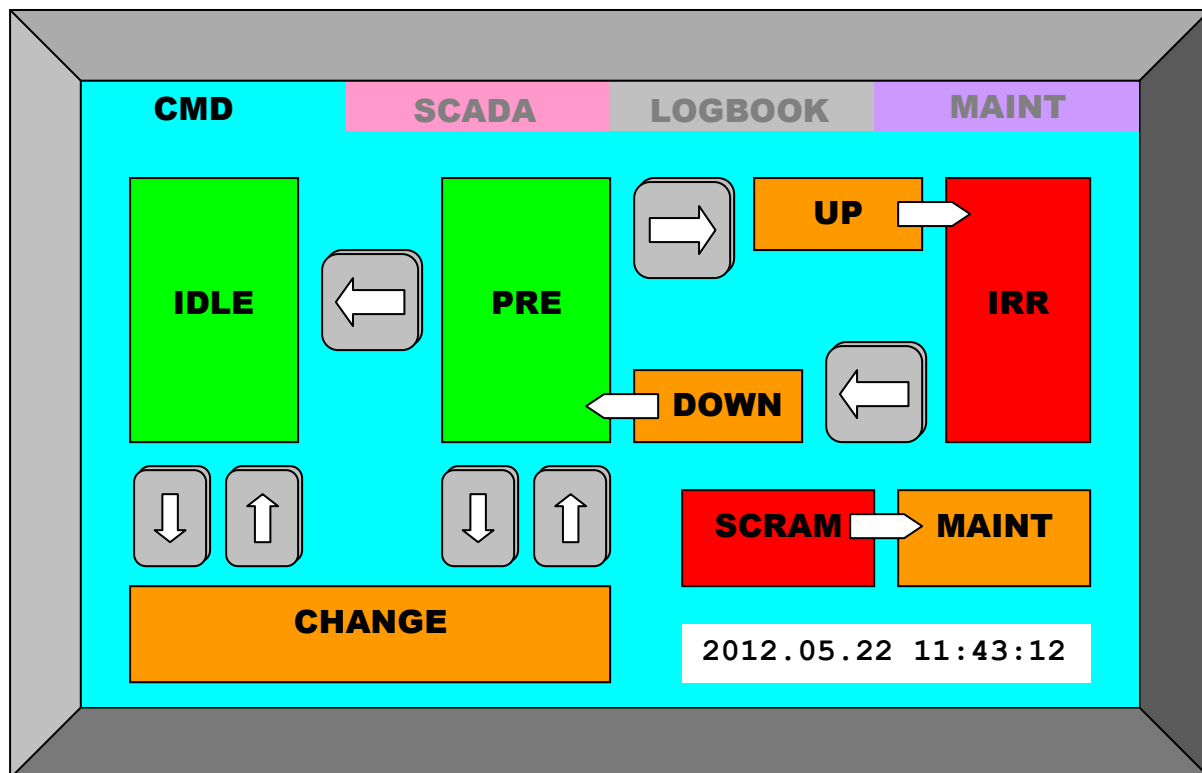 CMD SCADA LOGBOOK MAINT
UP
IDLE PRE IRR
DOWN
SCRAM MAINT
CHANGE
2012.05.22 11:43:12